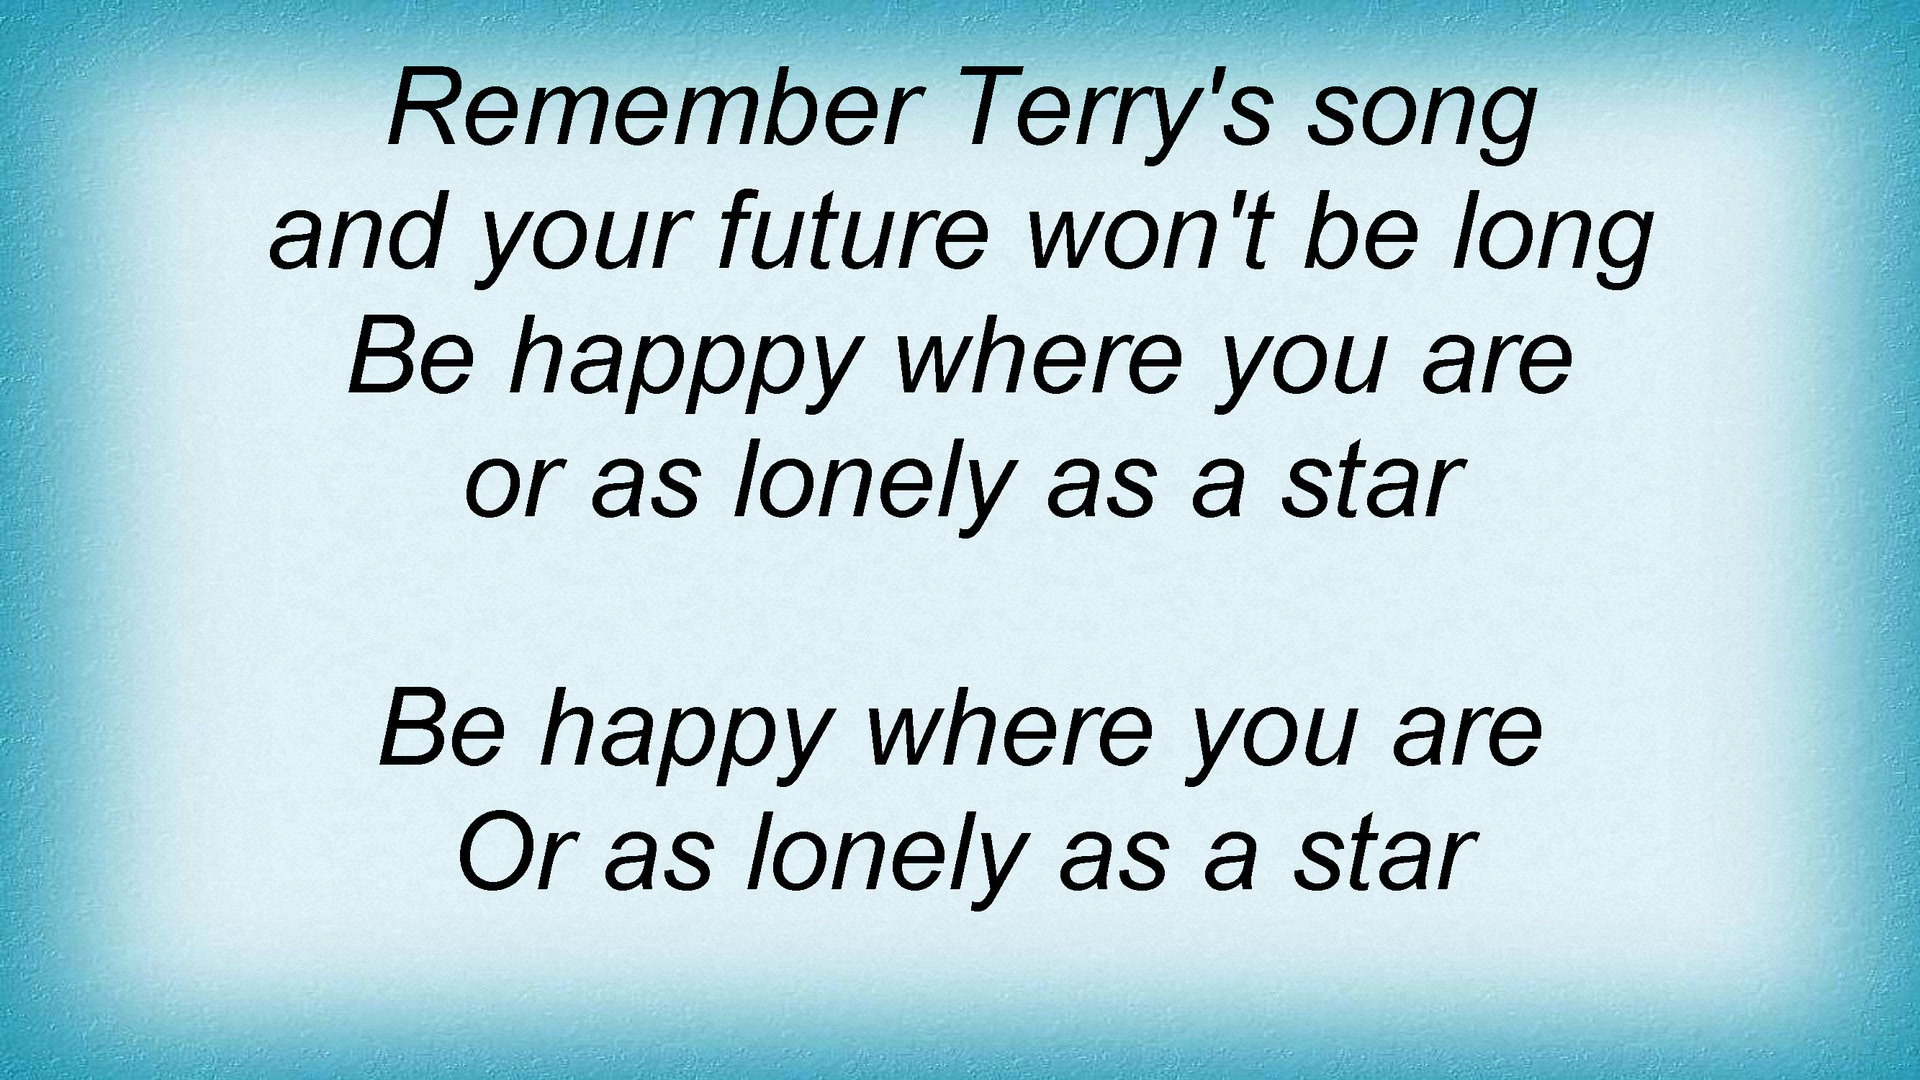 Remember Terry's song
and your future won't be long
Be happpy where you are
or as lonely as a star
Be happy where you are
Or as lonely as a star